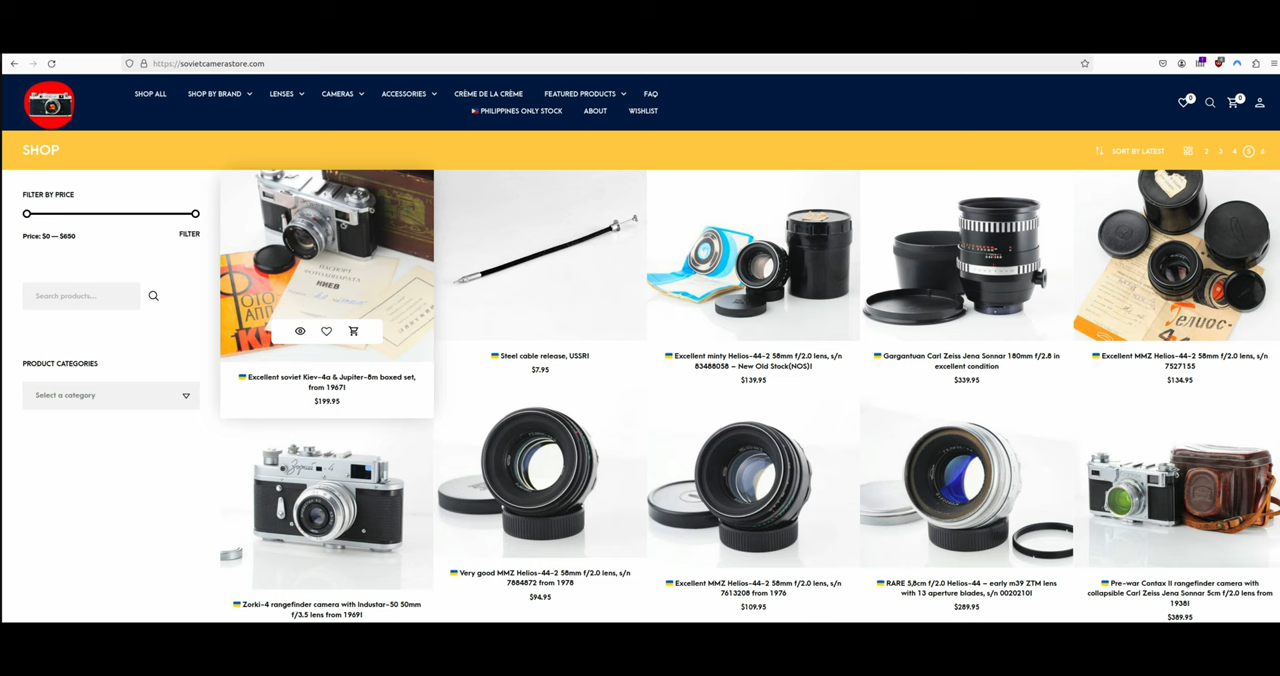 https://sovietcamerastore.com
SHOP ALL
SHOP BY BRAND
LENSES
CAMERAS
ACCESSORIES
CRÈME DE LA CRÈME
FEATURED PRODUCTS
FAQ
PHILIPPINES ONLY STOCK
ABOUT
WISHLIST
0
0
SHOP
SORT BY LATEST
2
3
4
5
6
FILTER BY PRICE
Price: $0 — $650
FILTER
Search products...
PRODUCT CATEGORIES
Select a category
ПАСПОРТ
ФОТОАППАРАТА
КИЕВ
Excellent soviet Kiev-4a & Jupiter-8m boxed set,
from 1967!
$199.95
Steel cable release, USSR!
$7.95
Excellent minty Helios-44-2 58mm f/2.0 lens, s/n
83488058 – New Old Stock(NOS)!
$139.95
Gargantuan Carl Zeiss Jena Sonnar 180mm f/2.8 in
excellent condition
$339.95
Excellent MMZ Helios-44-2 58mm f/2.0 lens, s/n
7527155
$134.95
Zorki-4 rangefinder camera with Industar-50 50mm
f/3.5 lens from 1969!
Very good MMZ Helios-44-2 58mm f/2.0 lens, s/n
7884872 from 1978
$94.95
Excellent MMZ Helios-44-2 58mm f/2.0 lens, s/n
7613208 from 1976
$109.95
RARE 5,8cm f/2.0 Helios-44 – early m39 ZTM lens
with 13 aperture blades, s/n 0020210!
$289.95
Pre-war Contax II rangefinder camera with
collapsible Carl Zeiss Jena Sonnar 5cm f/2.0 lens from
1938!
$389.95